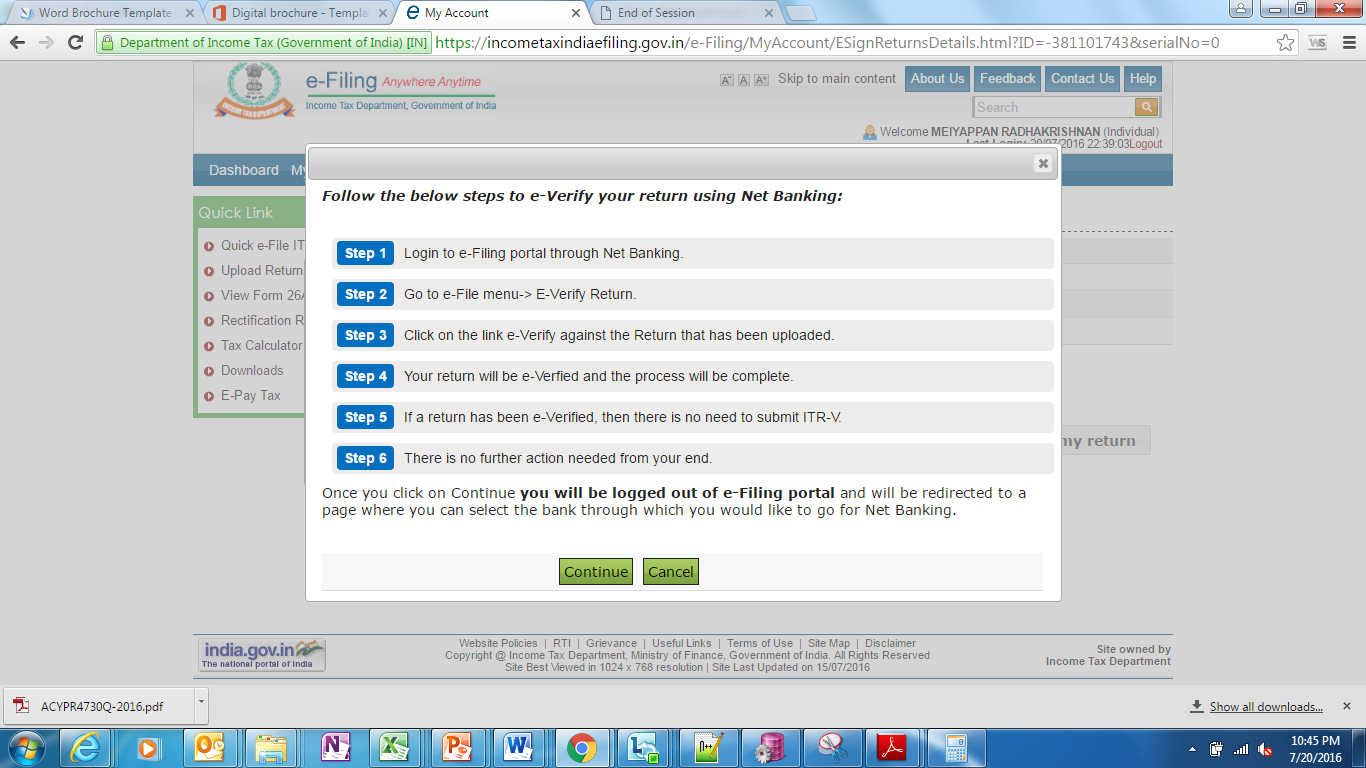 Word Brochure Template
Digital brochure - Templa
My Account
End of Session
Department of Income Tax (Government of India) [IN]
https://incometaxindiaefiling.gov.in/e-Filing/MyAccount/ESignReturnsDetails.html?ID=-381101743&serialNo=0
e-Filing Anywhere Anytime
Income Tax Department, Government of India
A- A A+ Skip to main content
About Us
Feedback
Contact Us
Help
Search
Welcome MEIYAPPAN RADHAKRISHNAN (Individual)
Last Login: 20/07/2016 22:39:03 Logout
Dashboard
My
Quick Link
Quick e-File IT
Upload Return
View Form 26A
Rectification R
Tax Calculator
Downloads
E-Pay Tax
Follow the below steps to e-Verify your return using Net Banking:
Step 1 Login to e-Filing portal through Net Banking.
Step 2 Go to e-File menu-> E-Verify Return.
Step 3 Click on the link e-Verify against the Return that has been uploaded.
Step 4 Your return will be e-Verfied and the process will be complete.
Step 5 If a return has been e-Verified, then there is no need to submit ITR-V.
Step 6 There is no further action needed from your end.
my return
Once you click on Continue you will be logged out of e-Filing portal and will be redirected to a
page where you can select the bank through which you would like to go for Net Banking.
Continue
Cancel
india.gov.in
The national portal of India
Website Policies | RTI | Grievance | Useful Links | Terms of Use | Site Map | Disclaimer
Copyright @ Income Tax Department, Ministry of Finance, Government of India. All Rights Reserved
Site Best Viewed in 1024 x 768 resolution | Site Last Updated on 15/07/2016
Site owned by
Income Tax Department
ACYPR4730Q-2016.pdf
Show all downloads...
10:45 PM
7/20/2016